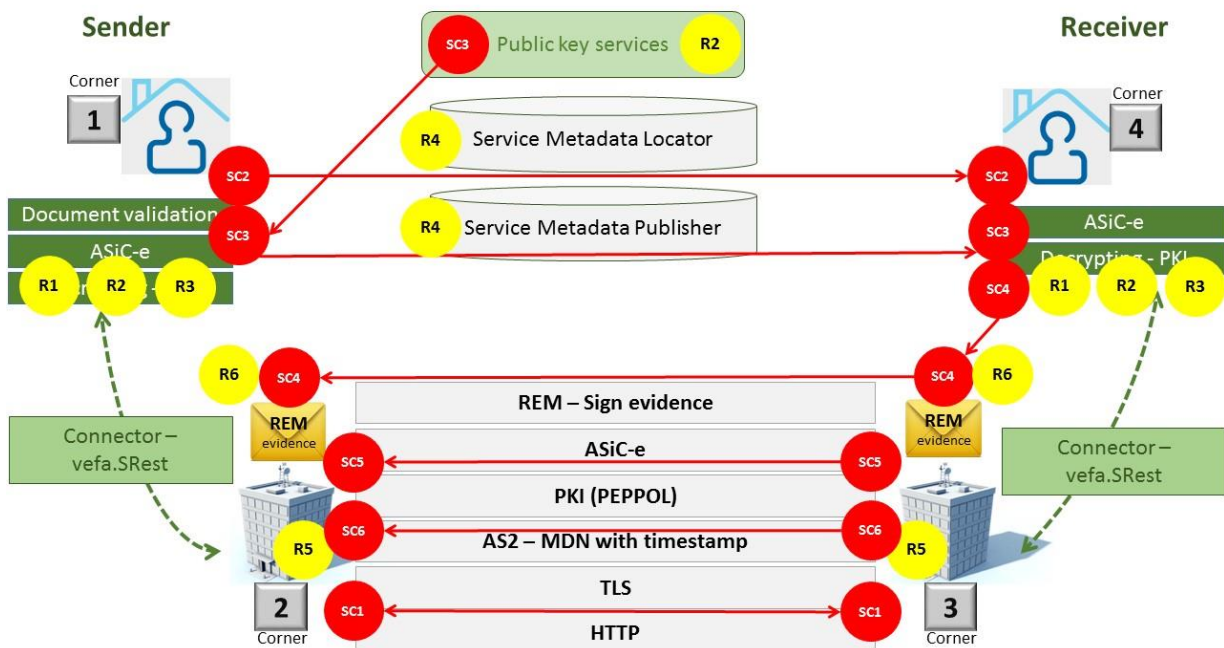 Sender
SC3
Public key services
R2
Receiver
Corner
1
Corner
4
R4
Service Metadata Locator
SC2
SC2
Document validation
SC3
R4
Service Metadata Publisher
SC3
ASiC-e
ASiC-e
Decrypting - PKI
R1
R2
R3
SC4
R1
R2
R3
R6
SC4
SC4
R6
REM – Sign evidence
REM
evidence
REM
evidence
Connector –
vefa.SRest
Connector –
vefa.SRest
SC5
ASiC-e
SC5
PKI (PEPPOL)
SC6
SC6
R5
AS2 – MDN with timestamp
R5
TLS
2
Corner
SC1
SC1
3
Corner
HTTP